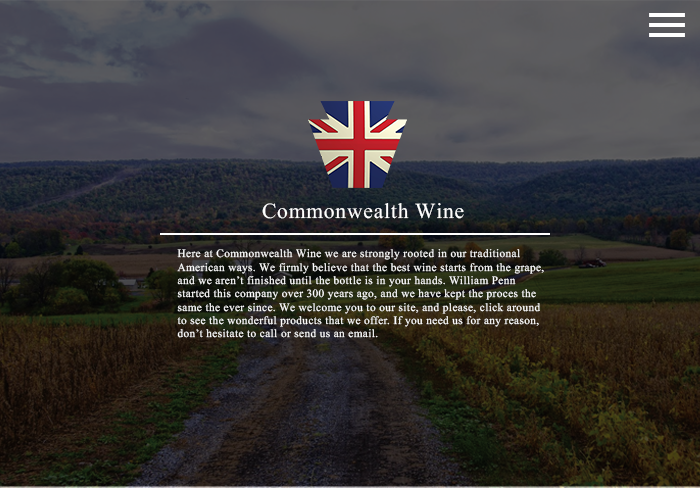 Commonwealth Wine
Here at Commonwealth Wine we are strongly rooted in our traditional
American ways. We firmly believe that the best wine starts from the grape,
and we aren't finished until the bottle is in your hands. William Penn
started this company over 300 years ago, and we have kept the proces the
same the ever since. We welcome you to our site, and please, click around
to see the wonderful products that we offer. If you need us for any reason,
don't hesitate to call or send us an email.